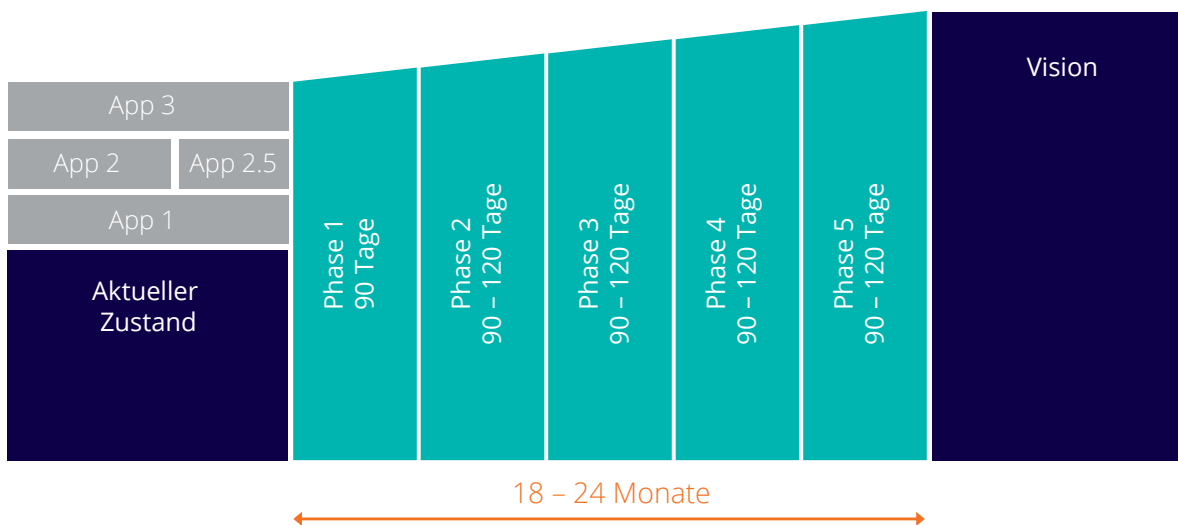 App 3
App 2
App 2.5
App 1
Aktueller
Zustand
Phase 1
90 Tage
Phase 2
90 – 120 Tage
Phase 3
90 – 120 Tage
Phase 4
90 – 120 Tage
Phase 5
90 – 120 Tage
Vision
18 – 24 Monate